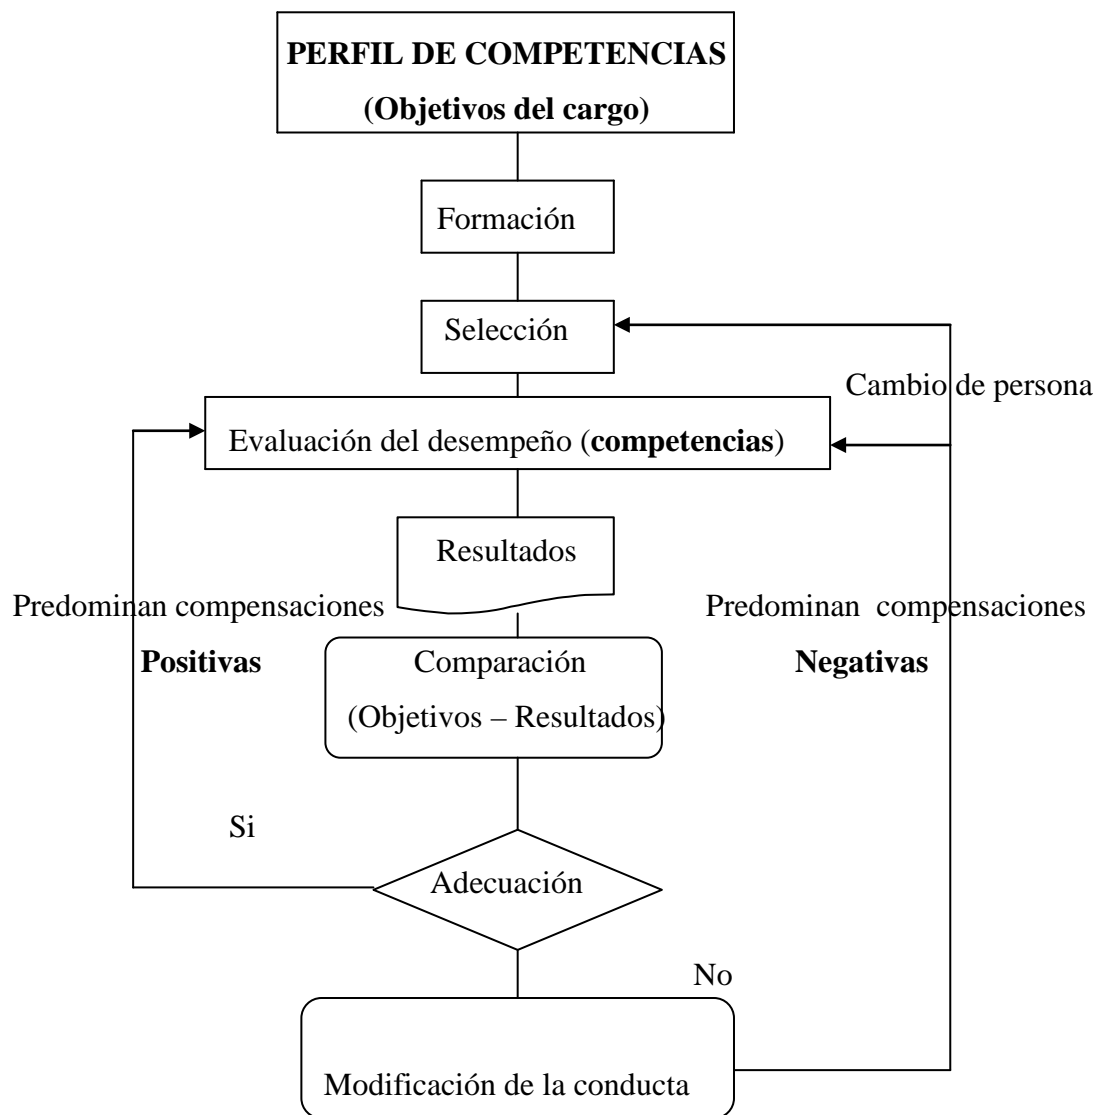 PERFIL DE COMPETENCIAS
(Objetivos del cargo)
Formación
Selección
Cambio de persona
Evaluación del desempeño (competencias)
Resultados
Predominan compensaciones
Positivas
Predominan compensaciones
Negativas
Comparación
(Objetivos – Resultados)
Si
Adecuación
No
Modificación de la conducta